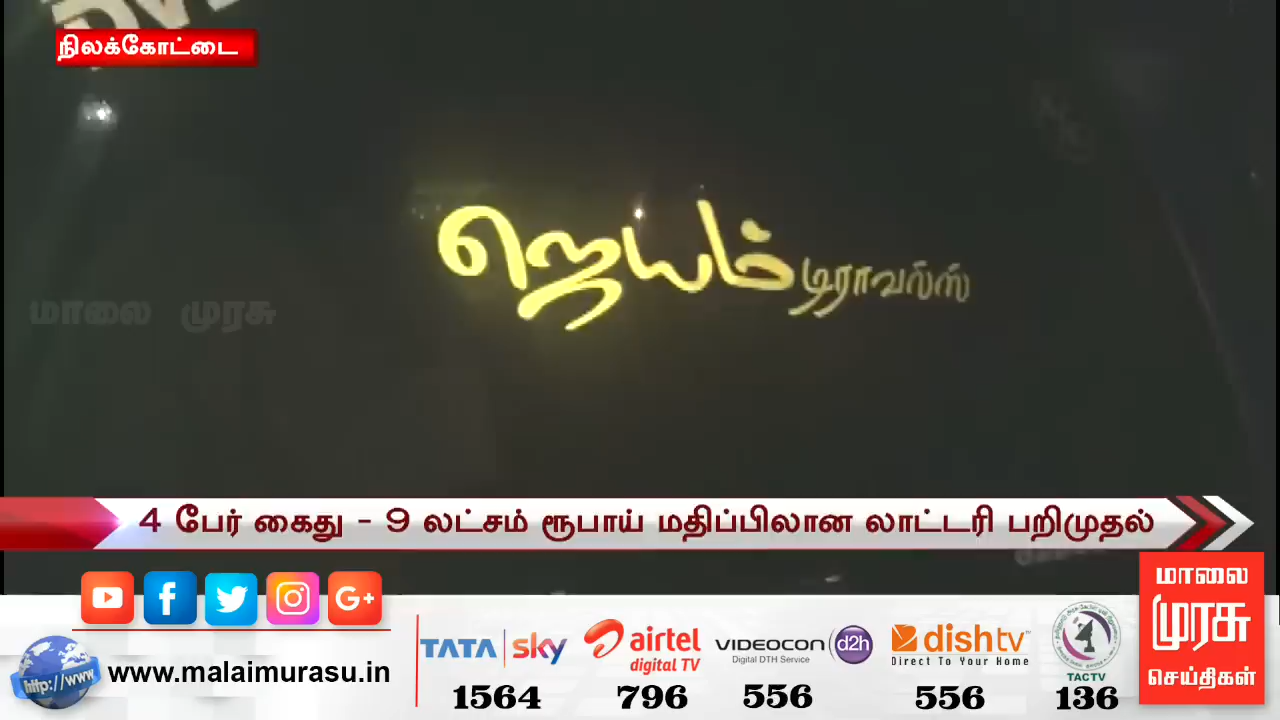 நிலக்கோட்டை
ஜெயம் டிராவல்ஸ்
மாலை முரசு
4 பேர் கைது - 9 லட்சம் ரூபாய் மதிப்பிலான லாட்டரி பறிமுதல்
மாலை
முரசு
செய்திகள்
G+
http://www
www.malaimurasu.in
TATA sky
1564
airtel
digital TV
796
VIDEOCON d2h
Digital DTH Service
556
dishtv
Direct To Your Home
556
TACTV
136